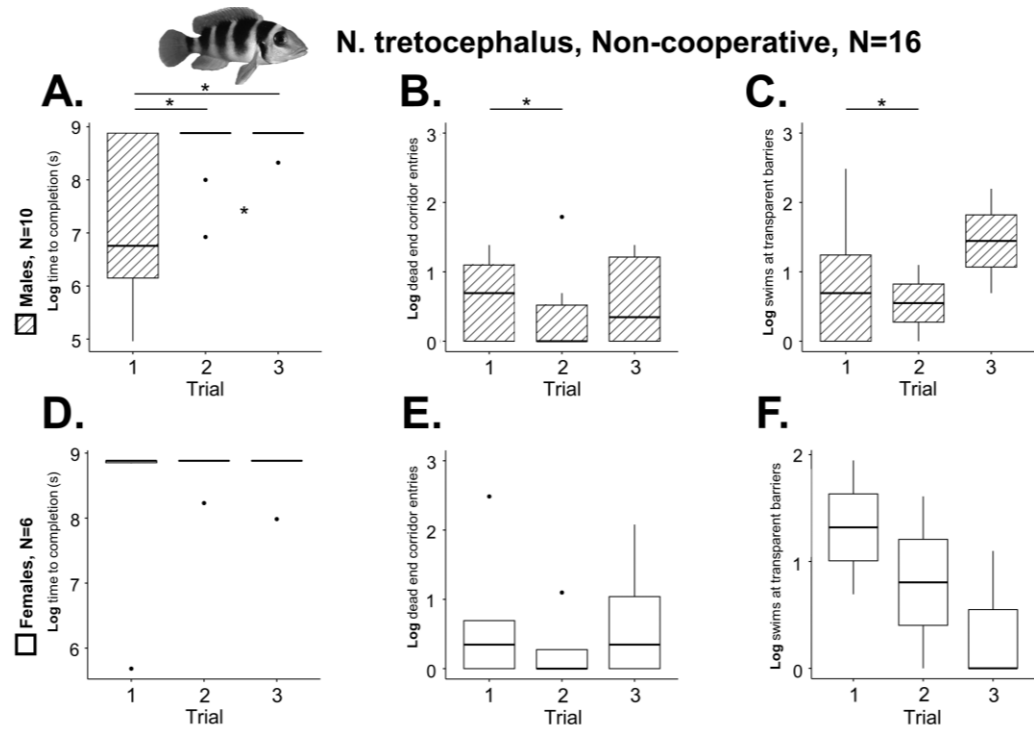 N. tretocephalus, Non-cooperative, N=16
A.
*
*
Males, N=10
Log time to completion (s)
9
8
7
6
5
*
1 2 3
Trial
B.
*
Log dead end corridor entries
3
2
1
0
1 2 3
Trial
C.
*
Log swims at transparent barriers
3
2
1
0
1 2 3
Trial
D.
Females, N=6
Log time to completion (s)
9
8
7
6
1 2 3
Trial
E.
Log dead end corridor entries
3
2
1
0
1 2 3
Trial
F.
Log swims at transparent barriers
2
1
0
1 2 3
Trial